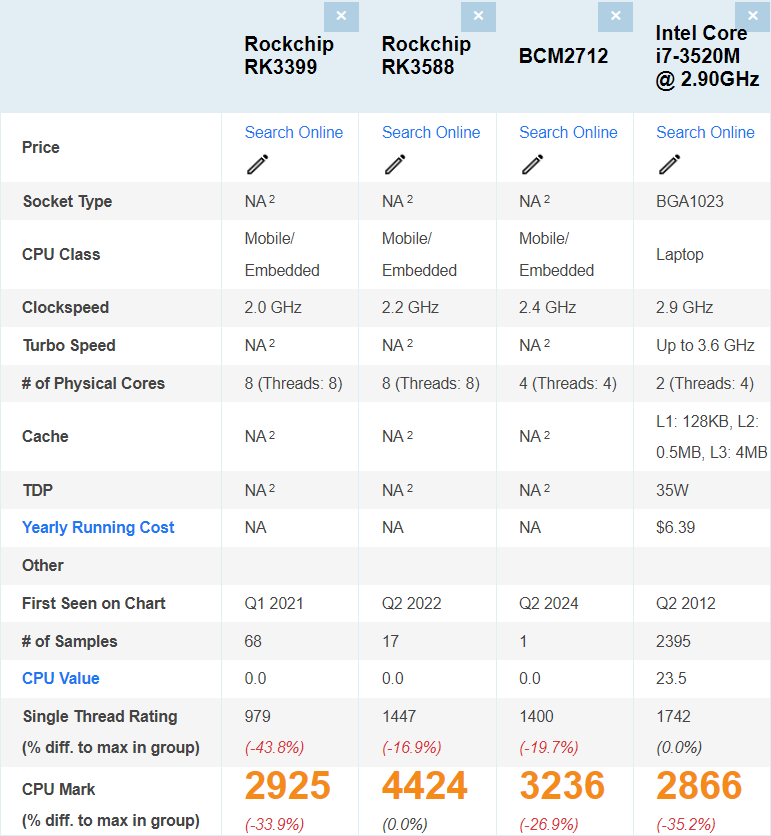 × × × ×
Rockchip RK3399 Rockchip RK3588 BCM2712 Intel Core i7-3520M @ 2.90GHz
Price Search Online Search Online Search Online Search Online
Socket Type NA 2 NA 2 NA 2 BGA1023
CPU Class Mobile/ Embedded Mobile/ Embedded Mobile/ Embedded Laptop
Clockspeed 2.0 GHz 2.2 GHz 2.4 GHz 2.9 GHz
Turbo Speed NA 2 NA 2 NA 2 Up to 3.6 GHz
# of Physical Cores 8 (Threads: 8) 8 (Threads: 8) 4 (Threads: 4) 2 (Threads: 4)
Cache NA 2 NA 2 NA 2 L1: 128KB, L2: 0.5MB, L3: 4MB
TDP NA 2 NA 2 NA 2 35W
Yearly Running Cost NA NA NA $6.39
Other
First Seen on Chart Q1 2021 Q2 2022 Q2 2024 Q2 2012
# of Samples 68 17 1 2395
CPU Value 0.0 0.0 0.0 23.5
Single Thread Rating 979 1447 1400 1742
(% diff. to max in group) (-43.8%) (-16.9%) (-19.7%) (0.0%)
CPU Mark 2925 4424 3236 2866
(% diff. to max in group) (-33.9%) (0.0%) (-26.9%) (-35.2%)